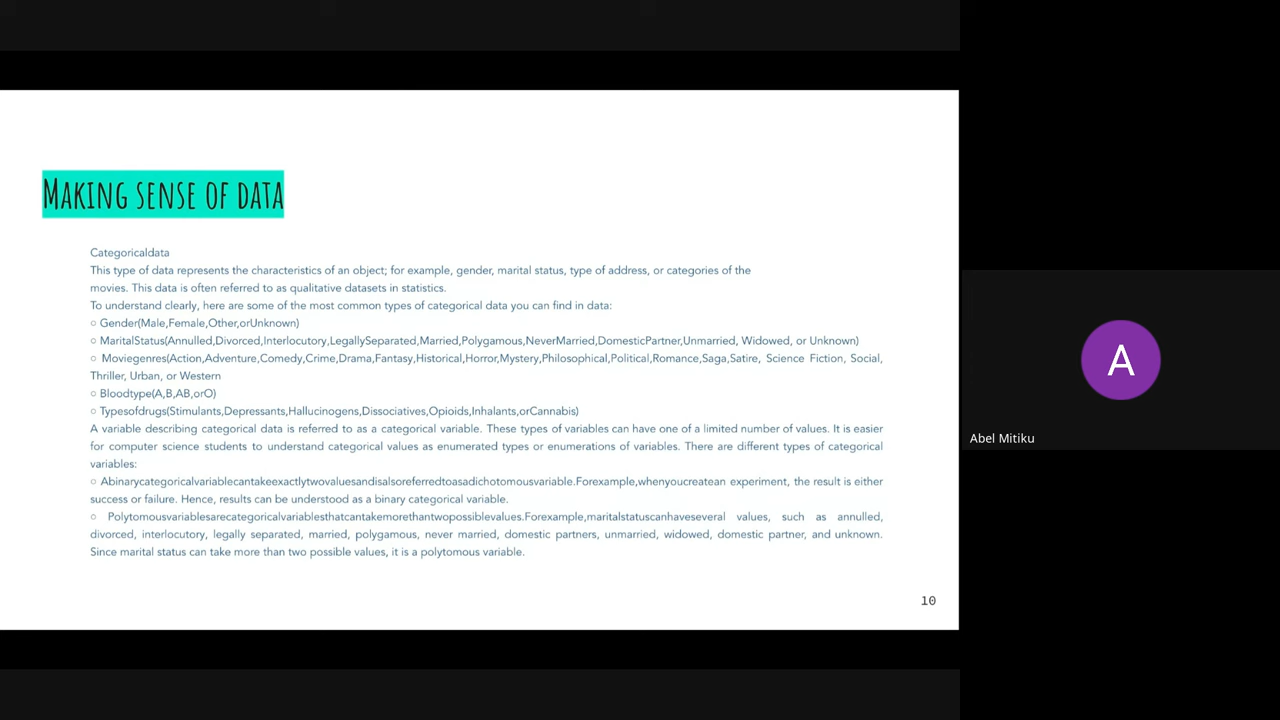 MAKING SENSE OF DATA
Categoricaldata
This type of data represents the characteristics of an object; for example, gender, marital status, type of address, or categories of the
movies. This data is often referred to as qualitative datasets in statistics.
To understand clearly, here are some of the most common types of categorical data you can find in data:
○ Gender(Male,Female,Other,orUnknown)
○ MaritalStatus(Annulled,Divorced,Interlocutory,LegallySeparated,Married,Polygamous,NeverMarried,DomesticPartner,Unmarried, Widowed, or Unknown)
○ Moviegenres(Action,Adventure,Comedy,Crime,Drama,Fantasy,Historical,Horror,Mystery,Philosophical,Political,Romance,Saga,Satire, Science Fiction, Social,
Thriller, Urban, or Western
○ Bloodtype(A,B,AB,orO)
○ Typesofdrugs(Stimulants,Depressants,Hallucinogens,Dissociatives,Opioids,Inhalants,orCannabis)
A variable describing categorical data is referred to as a categorical variable. These types of variables can have one of a limited number of values. It is easier
for computer science students to understand categorical values as enumerated types or enumerations of variables. There are different types of categorical
variables:
○ Abinarycategoricalvariablecantakeexactlytwovaluesandisalsoreferredtoasadichotomousvariable.Forexample,whenyoucreatean experiment, the result is either
success or failure. Hence, results can be understood as a binary categorical variable.
○ Polytomousvariablesarecategoricalvariablesthatcantakemorethantwopossiblevalues.Forexample,maritalstatuscanhaveseveral values, such as annulled,
divorced, interlocutory, legally separated, married, polygamous, never married, domestic partners, unmarried, widowed, domestic partner, and unknown.
Since marital status can take more than two possible values, it is a polytomous variable.
10
A
Abel Mitiku